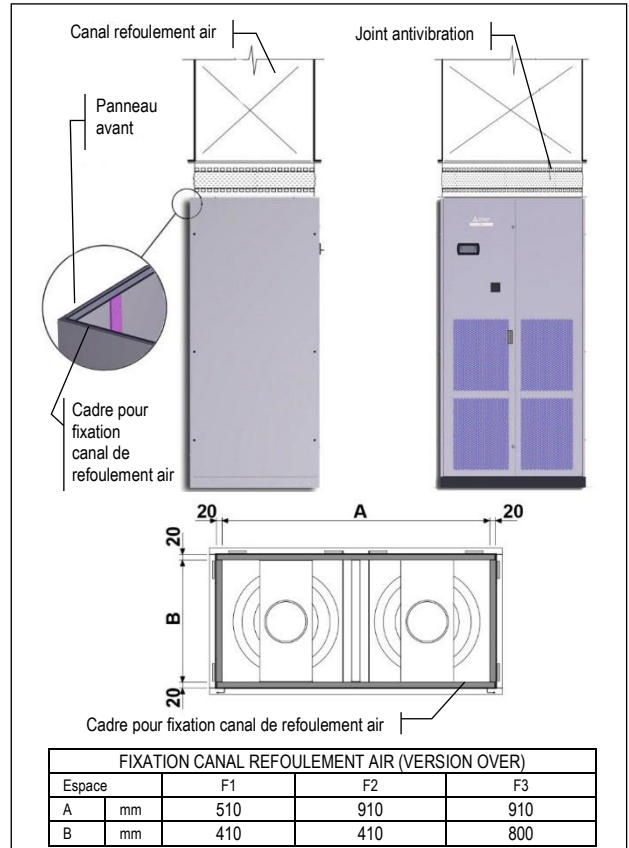 Canal refoulement air
Joint antivibration
Panneau
avant
Cadre pour
fixation
canal de
refoulement air
20 A 20
20
B
20
Cadre pour fixation canal de refoulement air
FIXATION CANAL REFOULEMENT AIR (VERSION OVER)
Espace F1 F2 F3
A mm 510 910 910
B mm 410 410 800